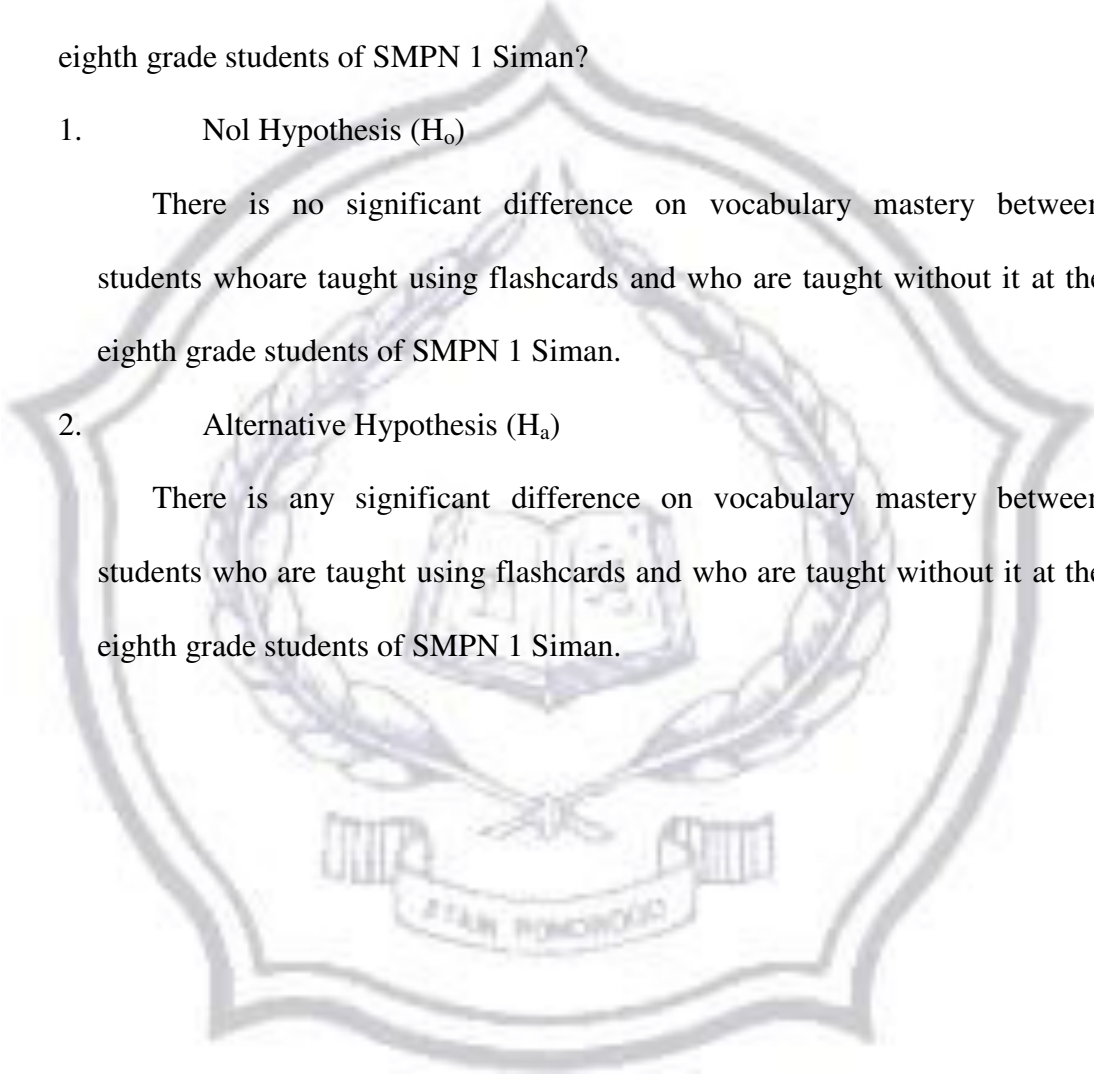 eighth grade students of SMPN 1 Siman?
1. Nol Hypothesis (Ho)
There is no significant difference on vocabulary mastery between
students whoare taught using flashcards and who are taught without it at the
eighth grade students of SMPN 1 Siman.
2. Alternative Hypothesis (Ha)
There is any significant difference on vocabulary mastery between
students who are taught using flashcards and who are taught without it at the
eighth grade students of SMPN 1 Siman.
STAIN PONOROGO